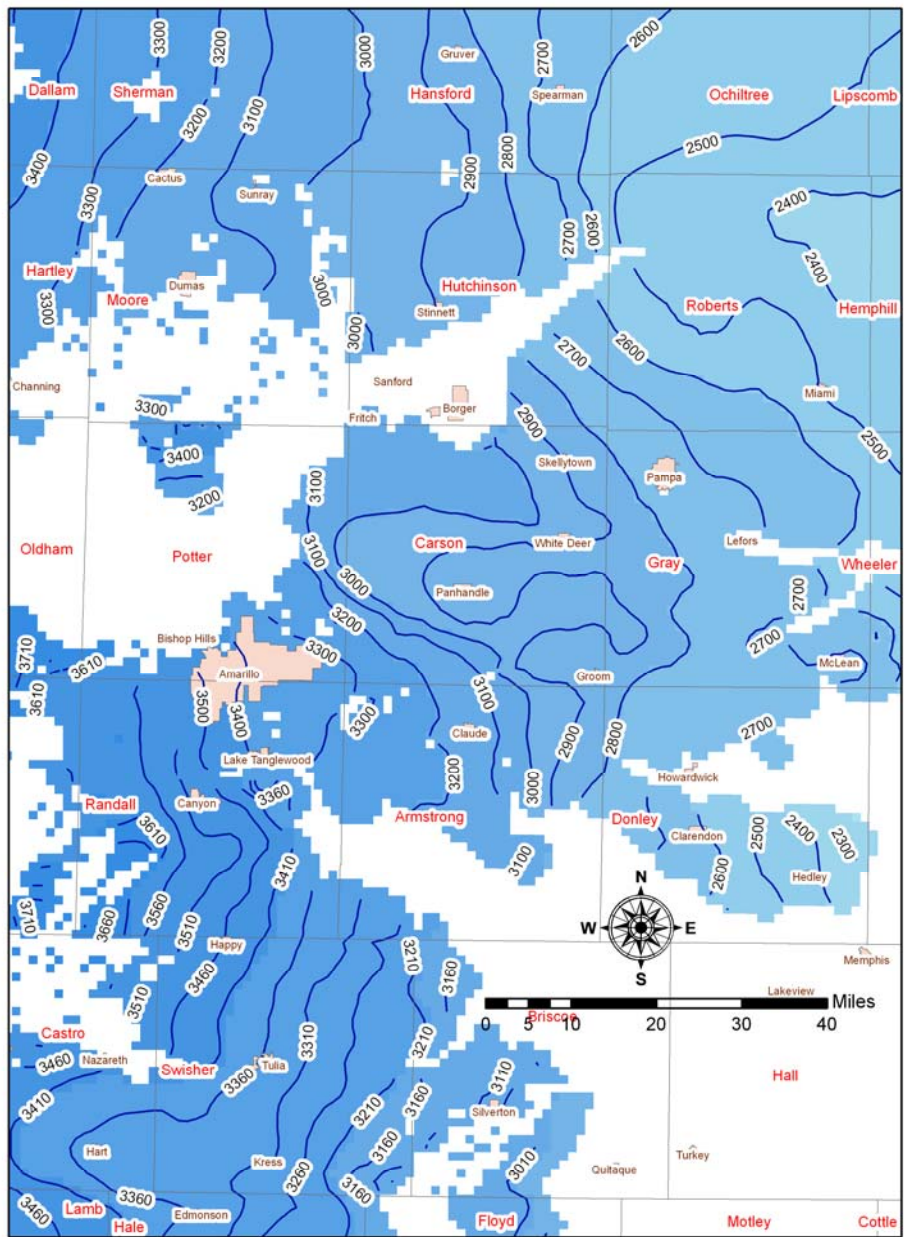 3300
3200
3000
2700
2600
Gruver
Dallam
Sherman
3100
Hansford
Spearman
Ochiltree
Lipscomb
3200
2500
3400
2900
2800
Cactus
Sunray
3300
2400
2600
2700
Hartley
2400
Moore
Dumas
Hutchinson
3000
3300
Roberts
Hemphill
Stinnett
3000
2700
2600
Channing
Sanford
Miami
3300
Borger
Fritch
2900
2500
3400
Skellytown
3100
Pampa
3200
Oldham
Potter
Carson
White Deer
Lefors
3100
Gray
Wheeler
3000
Panhandle
2700
3200
Bishop Hills
3300
2700
3710
3610
McLean
Amarillo
Groom
3610
3500
3100
3400
3300
2700
Claude
2900
2800
Lake Tanglewood
3200
Howardwick
3360
3000
Randall
Canyon
Armstrong
Donley
3610
Clarendon
2500
2400
2300
3410
3100
2600
Hedley
3560
3710
3660
N
3510
W
E
Happy
S
3210
Memphis
3460
3160
3510
Lakeview
Miles
0 5 10 20 30 40
Briscoe
Castro
3310
3210
3460
Nazareth
Swisher
Tulia
3360
Hall
3410
3110
3210
3160
Silverton
3160
Hart
Kress
3010
Turkey
Quitaque
3360
3260
3160
Lamb
3460
Hale
Edmonson
Floyd
Motley
Cottle